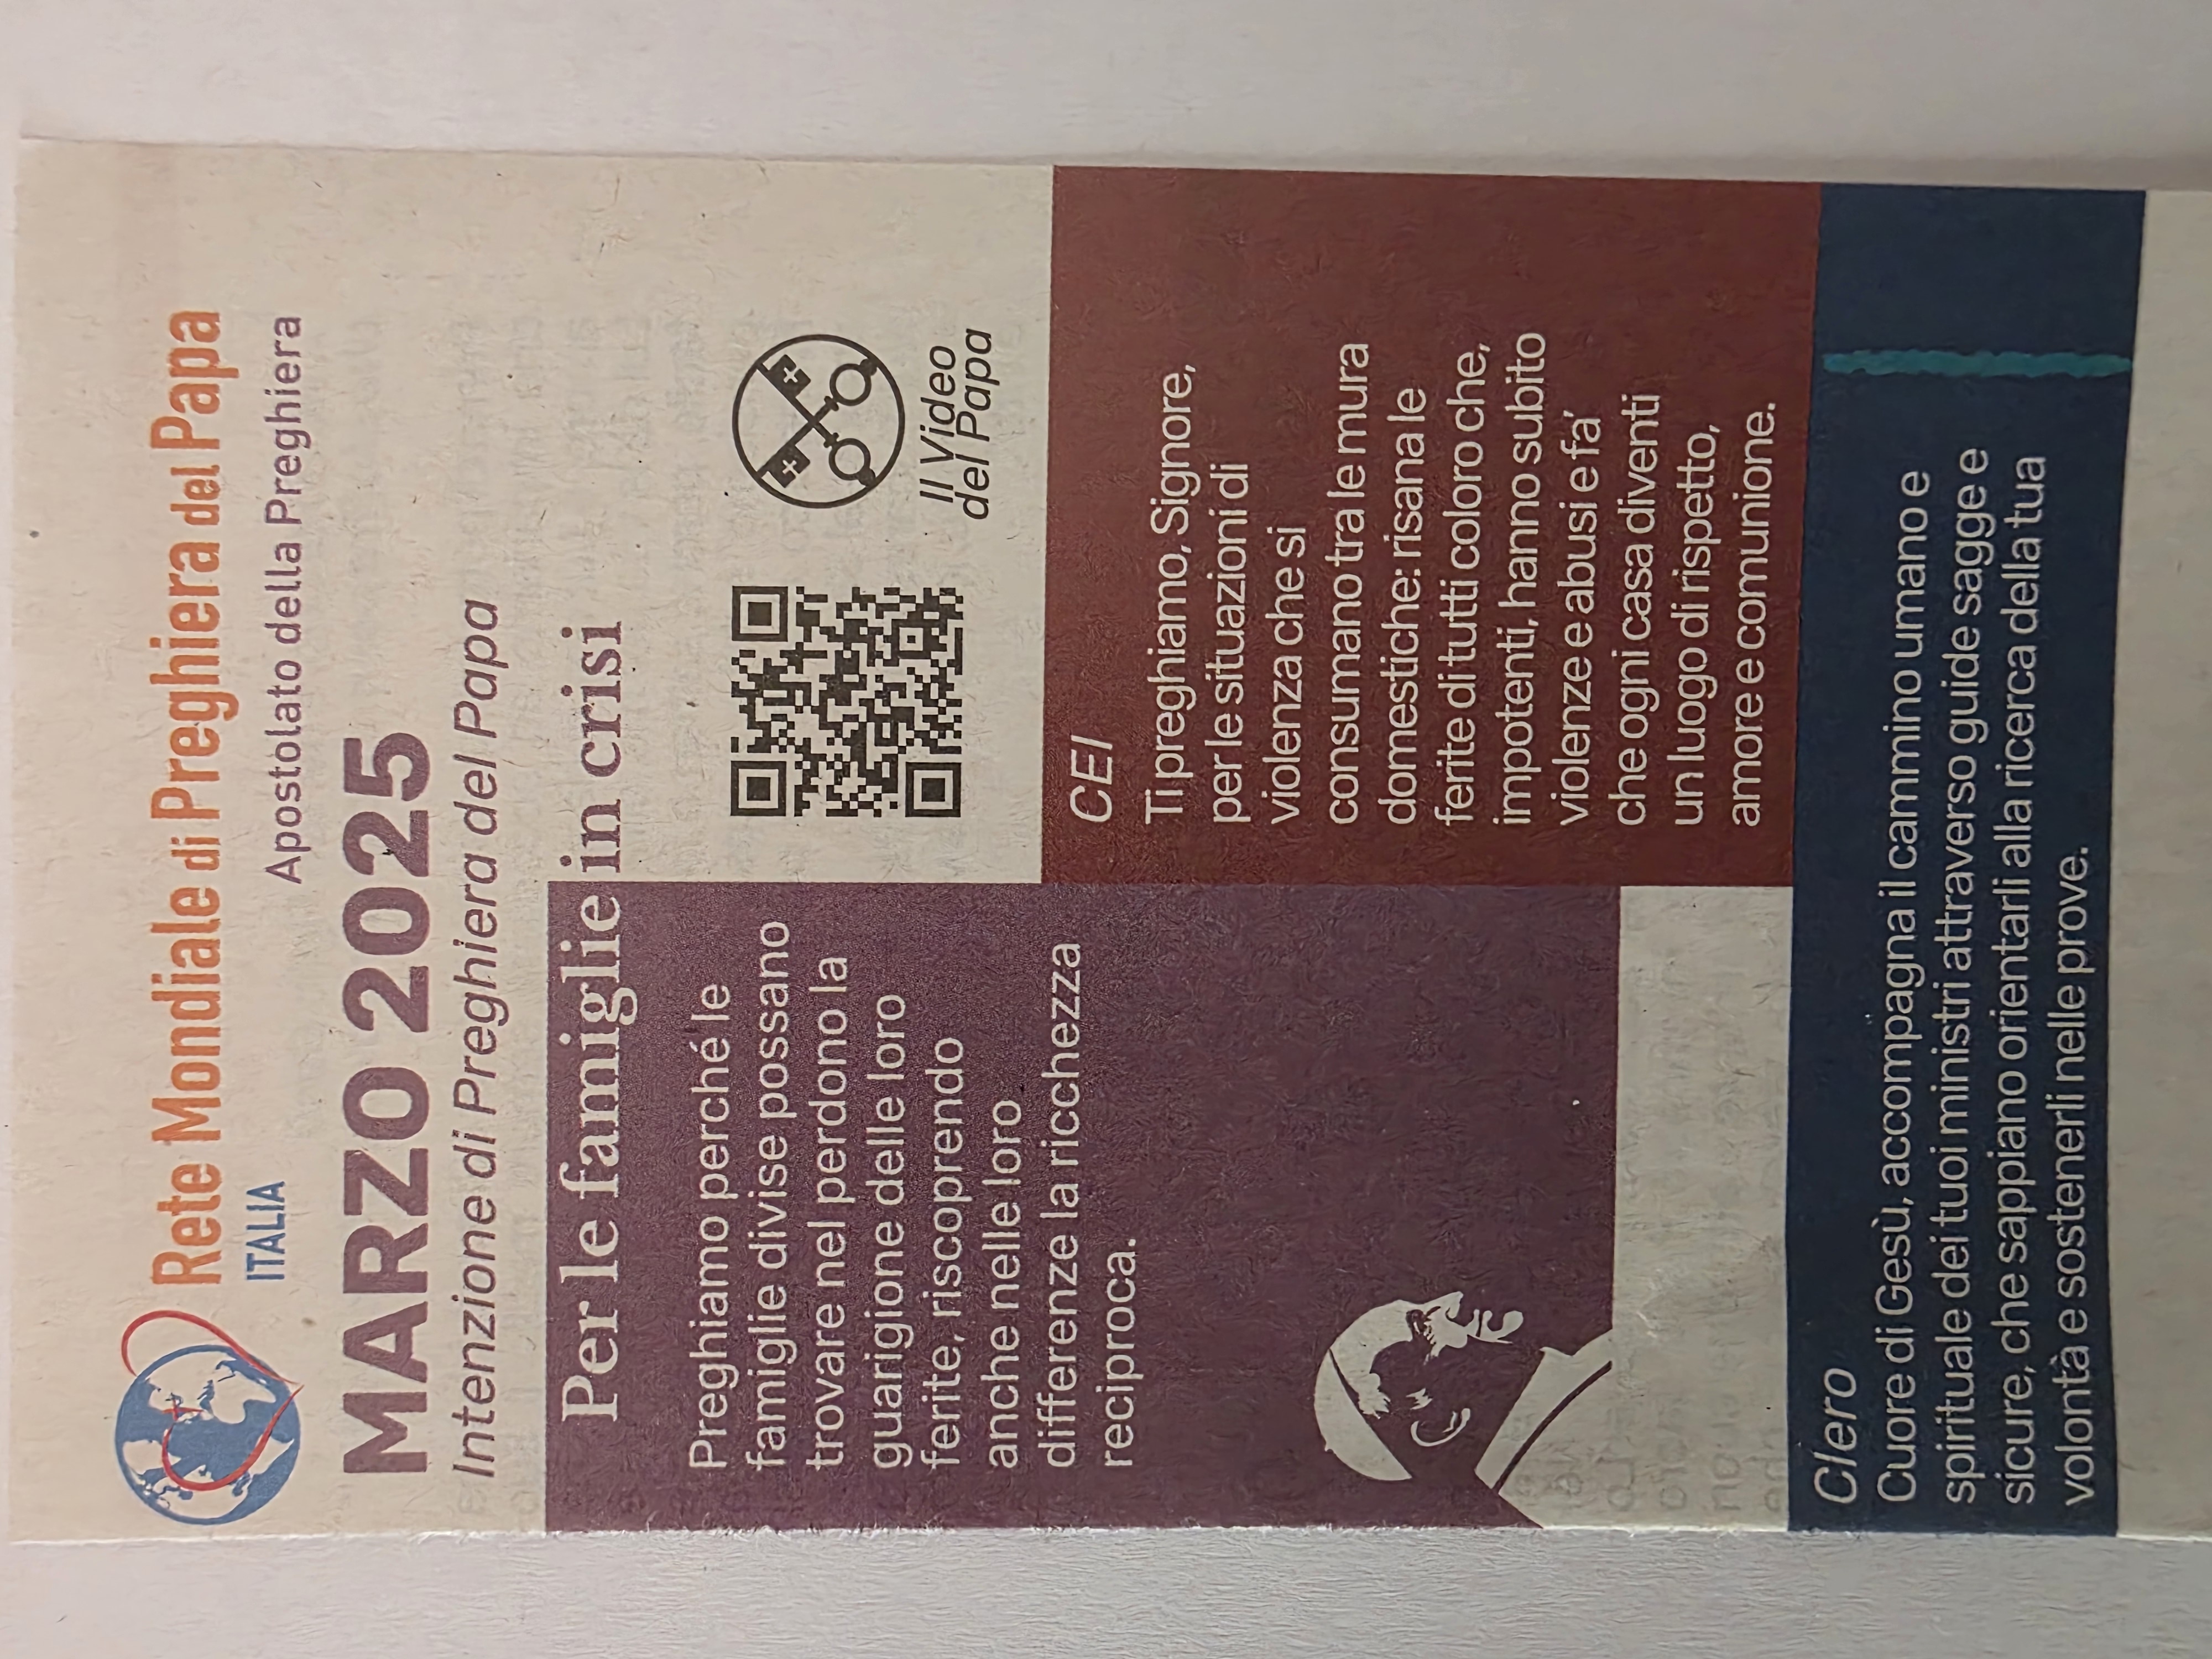 Rete Mondiale di Preghiera del Papa
ITALIA
Apostolato della Preghiera
MARZO 2025
Intenzione di Preghiera del Papa
Per le famiglie in crisi
Preghiamo perché le
famiglie divise possano
trovare nel perdono la
guarigione delle loro
ferite, riscoprendo
anche nelle loro
differenze la ricchezza
reciproca.
Il Video
del Papa
CEI
Ti preghiamo, Signore,
per le situazioni di
violenza che si
consumano tra le mura
domestiche: risana le
ferite di tutti coloro che,
impotenti, hanno subito
violenze e abusi e fa'
che ogni casa diventi
un luogo di rispetto,
amore e comunione.
Clero
Cuore di Gesù, accompagna il cammino umano e
spirituale dei tuoi ministri attraverso guide sagge e
sicure, che sappiano orientarli alla ricerca della tua
volontà e sostenerli nelle prove.